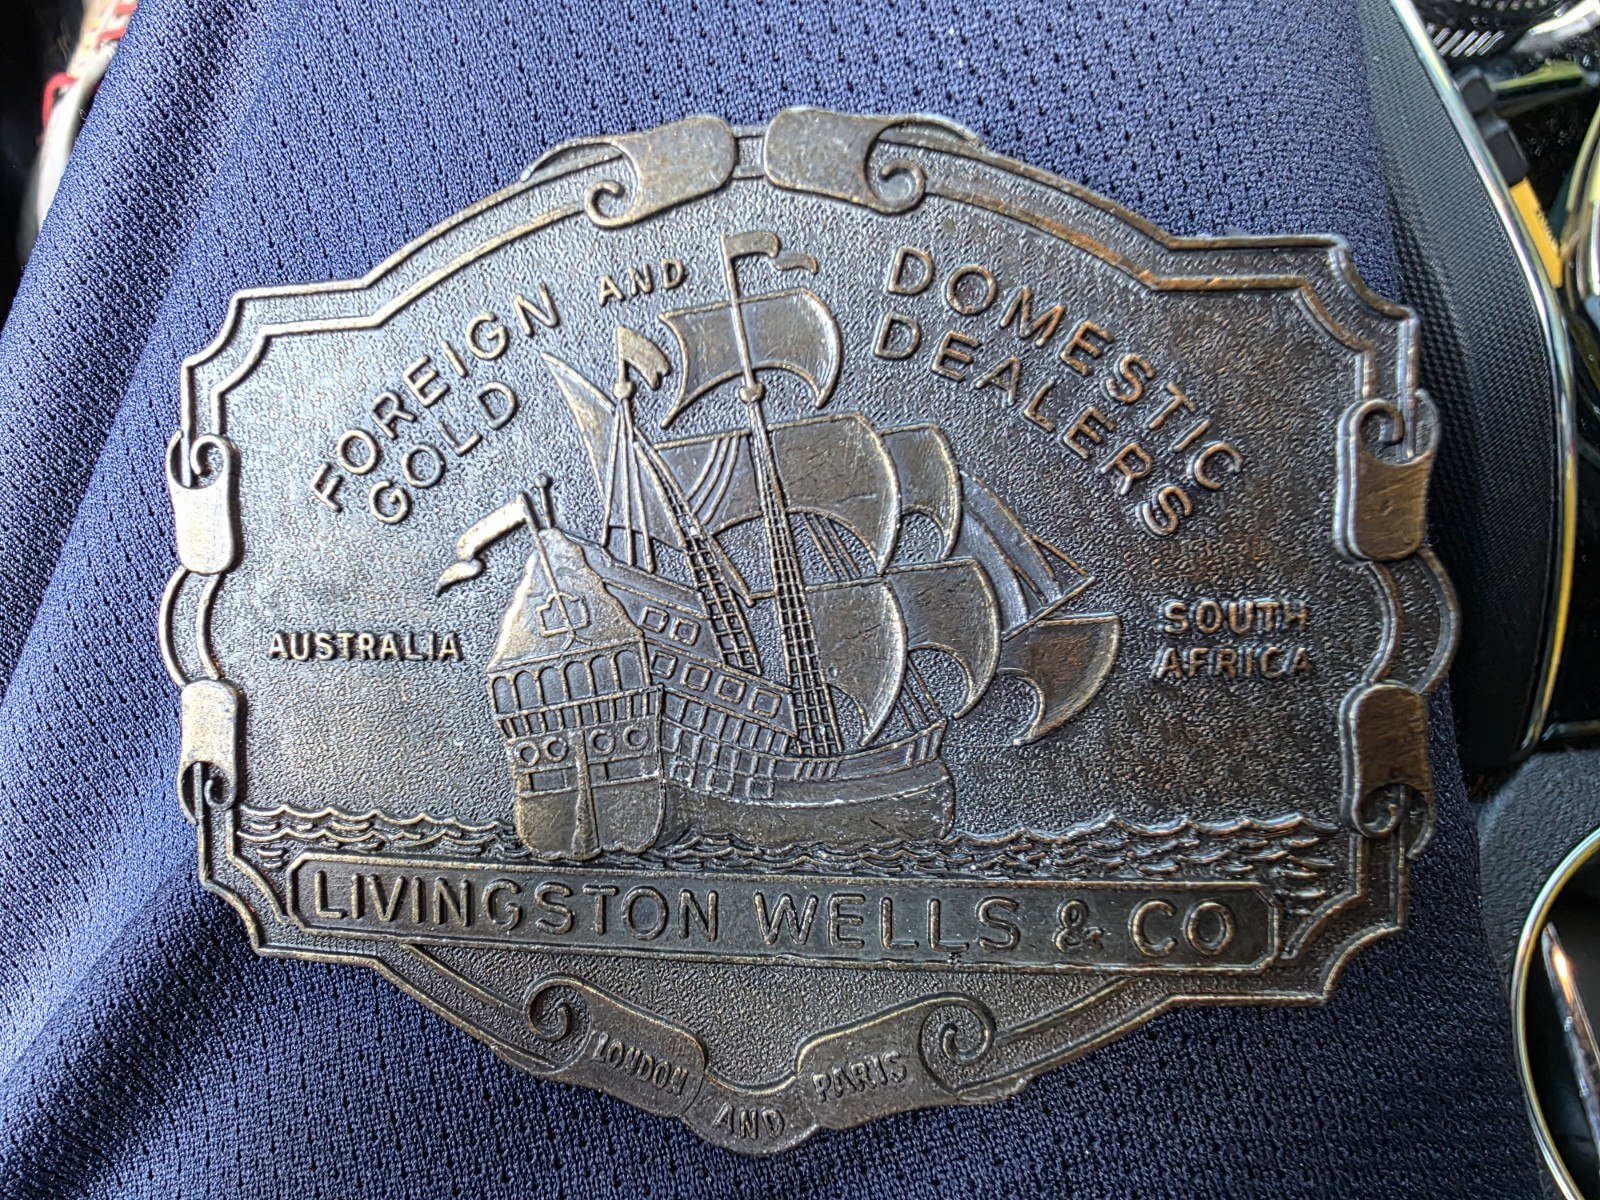 FOREIGN AND DOMESTIC
GOLD DEALERS
AUSTRALIA
SOUTH
AFRICA
LIVINGSTON WELLS & CO
LONDON AND PARIS